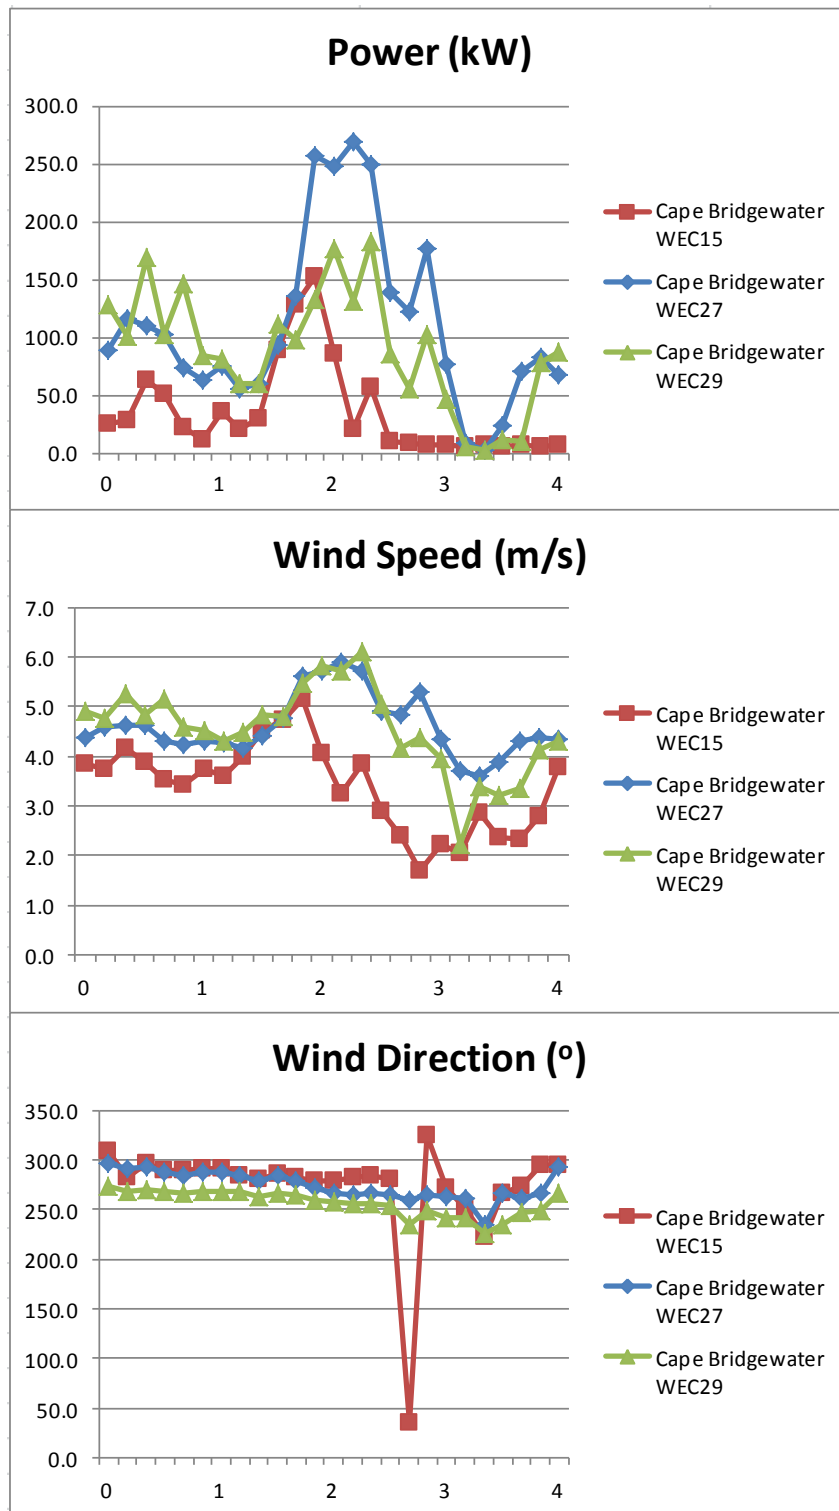 Power (kW)
300.0
250.0
200.0
150.0
100.0
50.0
0.0
0 1 2 3 4
Cape Bridgewater
WEC15
Cape Bridgewater
WEC27
Cape Bridgewater
WEC29
Wind Speed (m/s)
7.0
6.0
5.0
4.0
3.0
2.0
1.0
0.0
0 1 2 3 4
Cape Bridgewater
WEC15
Cape Bridgewater
WEC27
Cape Bridgewater
WEC29
Wind Direction (º)
350.0
300.0
250.0
200.0
150.0
100.0
50.0
0.0
0 1 2 3 4
Cape Bridgewater
WEC15
Cape Bridgewater
WEC27
Cape Bridgewater
WEC29